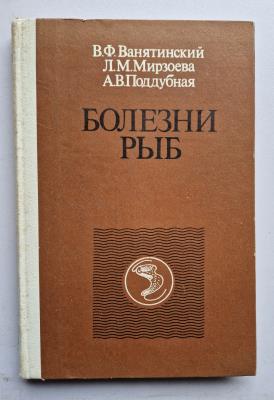 В.Ф.Ванятинский
Л.М.Мирзоева
А.В.Поддубная
БОЛЕЗНИ
РЫБ